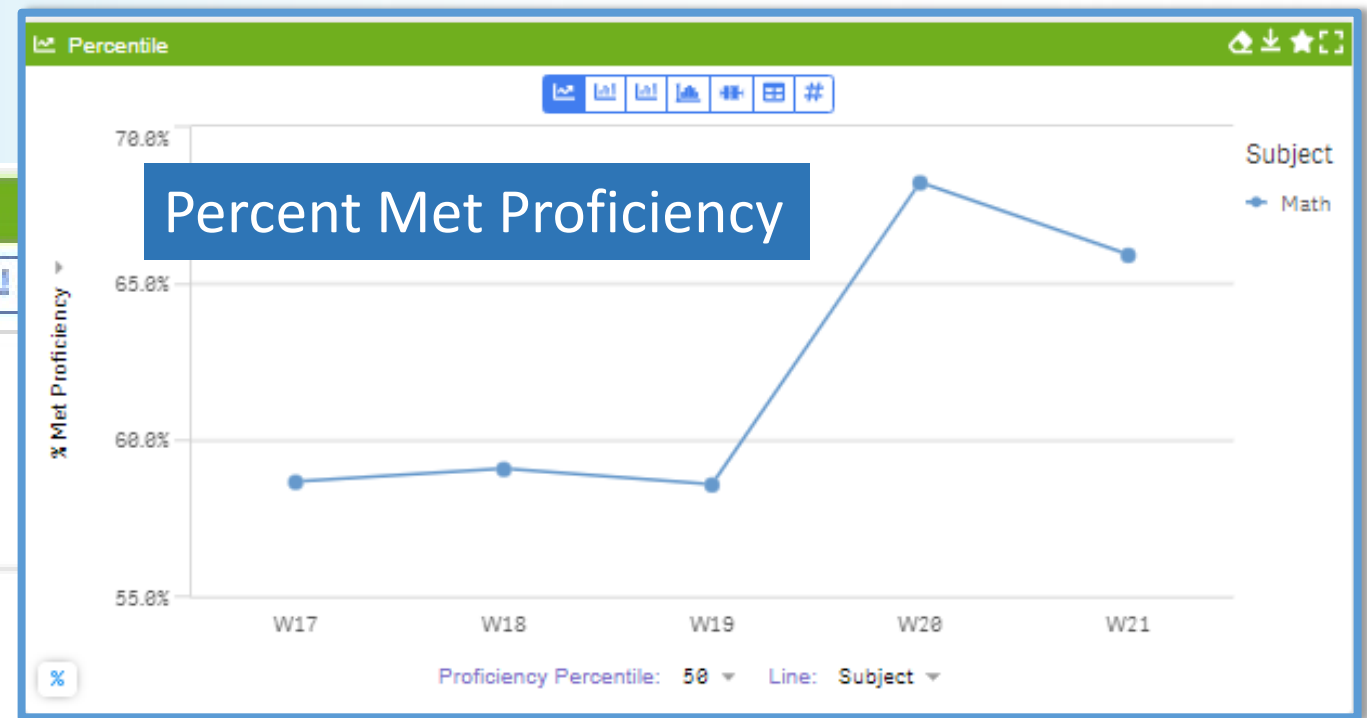 Percentile
#
70.0%
Percent Met Proficiency
Subject
Math
65.0%
% Met Proficiency
60.0%
55.0%
W17 W18 W19 W20 W21
% Proficiency Percentile: 50 Line: Subject